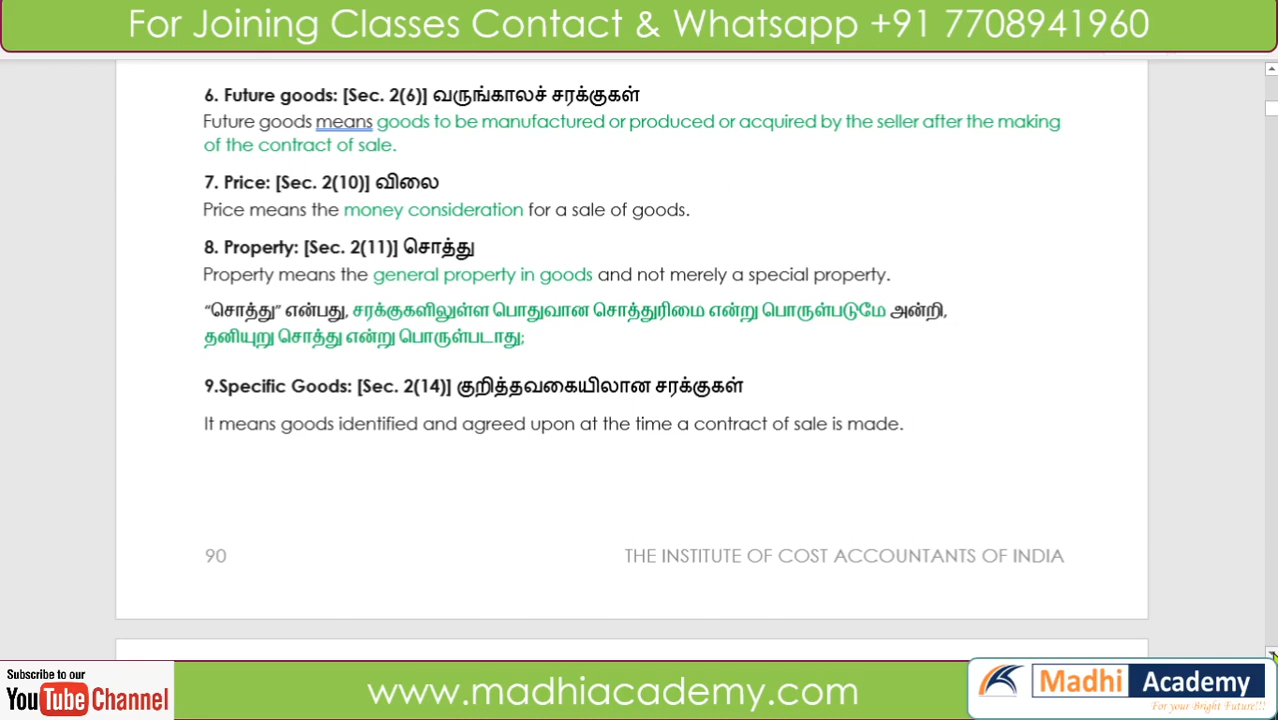 For Joining Classes Contact & Whatsapp +91 7708941960
6. Future goods: [Sec. 2(6)] வருங்காலச் சரக்குகள்
Future goods means goods to be manufactured or produced or acquired by the seller after the making
of the contract of sale.
7. Price: [Sec. 2(10)] விலை
Price means the money consideration for a sale of goods.
8. Property: [Sec. 2(11)] சொத்து
Property means the general property in goods and not merely a special property.
“சொத்து” என்பது, சரக்குகளிலுள்ள பொதுவான சொத்துரிமை என்று பொருள்படுமே அன்றி,
தனியுறு சொத்து என்று பொருள்படாது;
9.Specific Goods: [Sec. 2(14)] குறித்தவகையிலான சரக்குகள்
It means goods identified and agreed upon at the time a contract of sale is made.
90 THE INSTITUTE OF COST ACCOUNTANTS OF INDIA
Subscribe to our
YouTube Channel
www.madhiacademy.com
Madhi Academy
For your Bright Future!!!